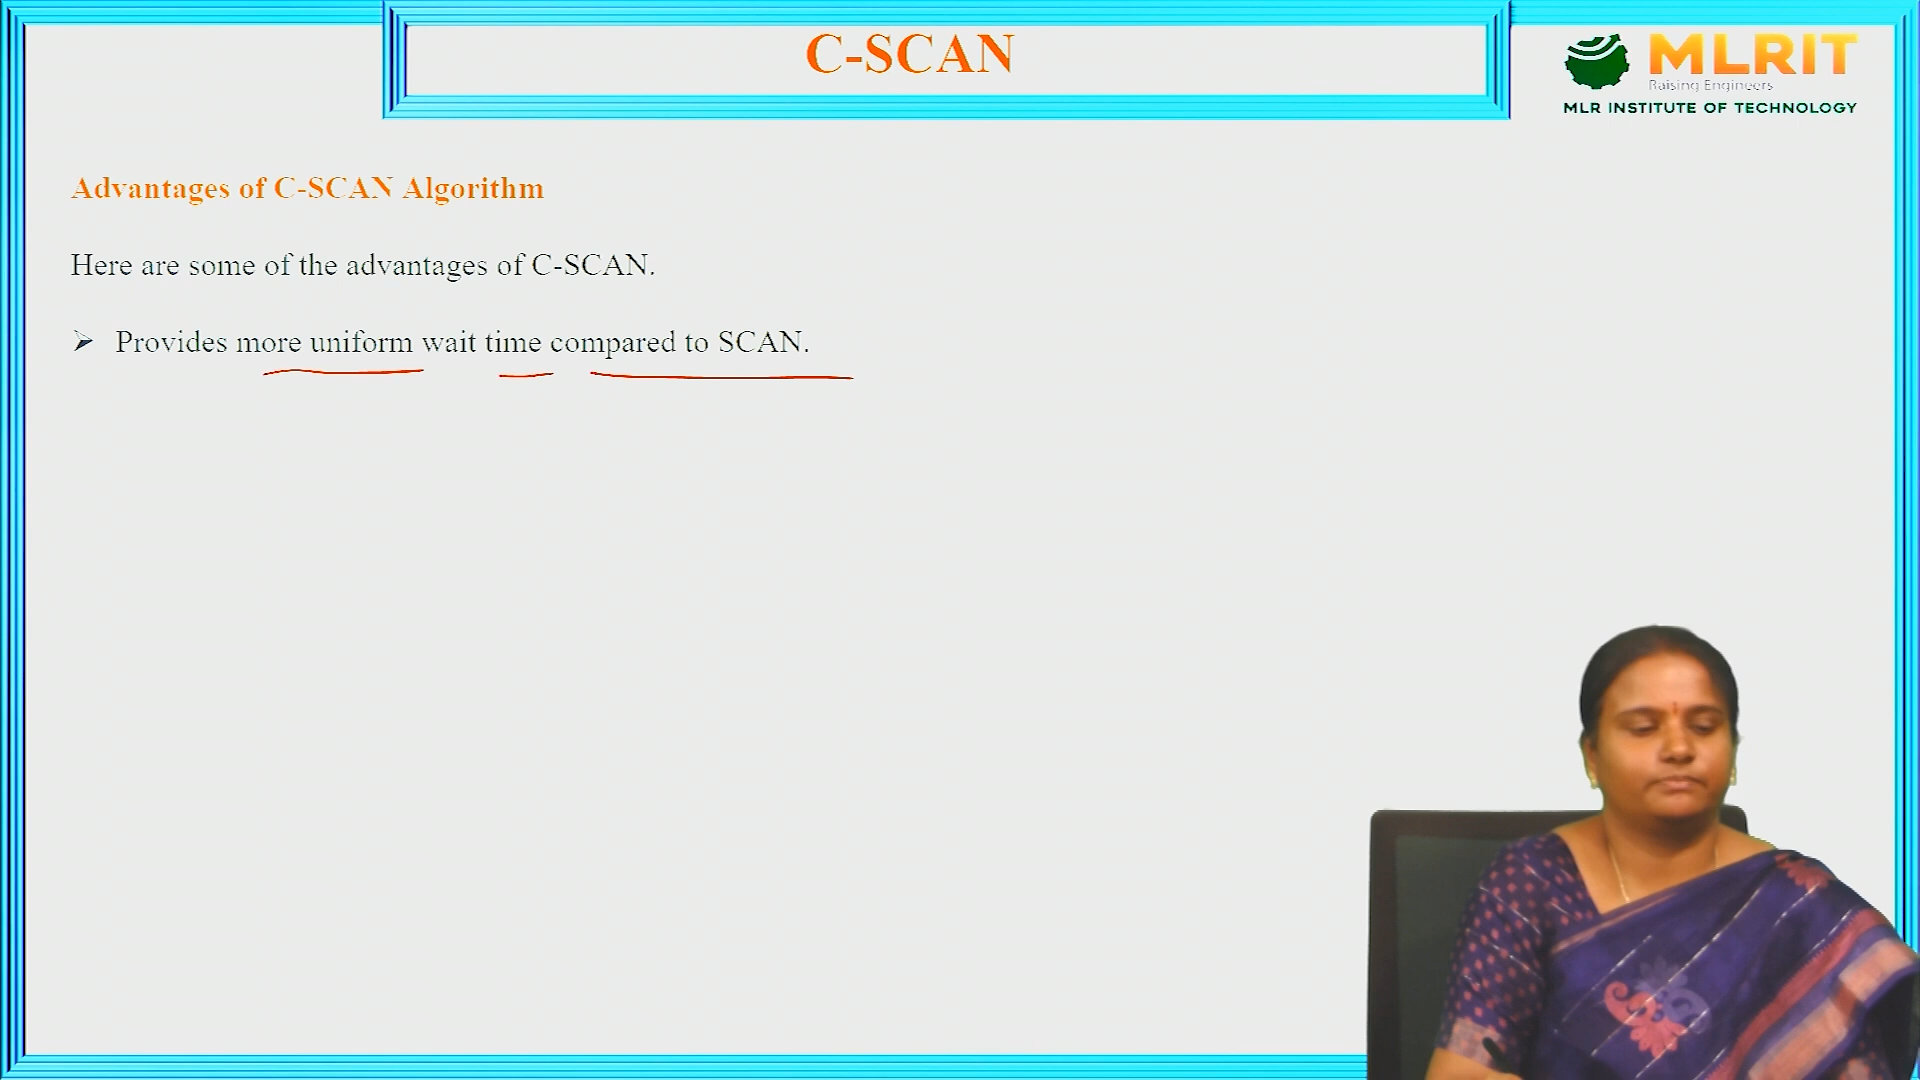 C-SCAN
MLRIT
Raising Engineers
MLR INSTITUTE OF TECHNOLOGY
Advantages of C-SCAN Algorithm
Here are some of the advantages of C-SCAN.
➢ Provides more uniform wait time compared to SCAN.